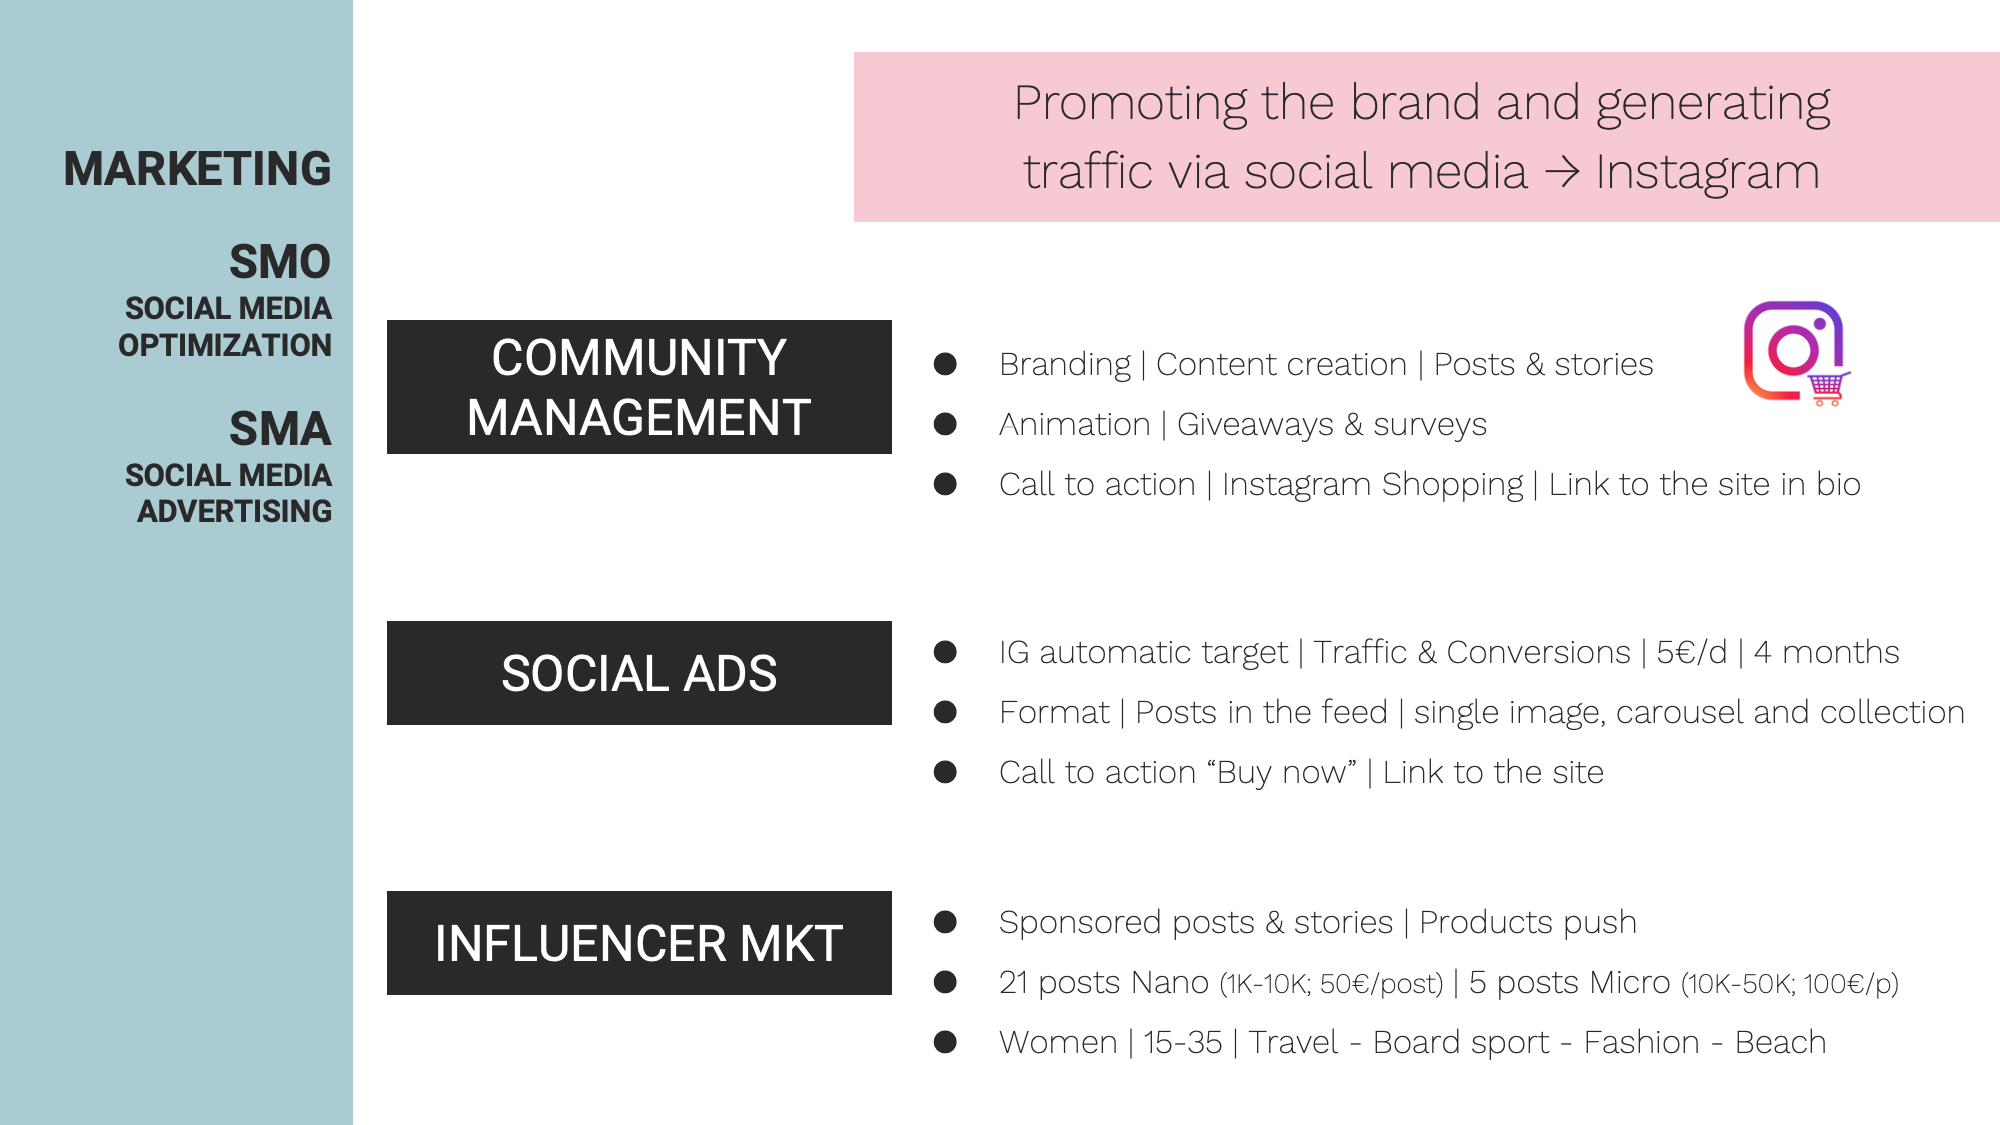 MARKETING
SMO
SOCIAL MEDIA
OPTIMIZATION
SMA
SOCIAL MEDIA
ADVERTISING
Promoting the brand and generating
traffic via social media → Instagram
COMMUNITY
MANAGEMENT
● Branding | Content creation | Posts & stories
● Animation | Giveaways & surveys
● Call to action | Instagram Shopping | Link to the site in bio
SOCIAL ADS
● IG automatic target | Traffic & Conversions | 5€/d | 4 months
● Format | Posts in the feed | single image, carousel and collection
● Call to action “Buy now” | Link to the site
INFLUENCER MKT
● Sponsored posts & stories | Products push
● 21 posts Nano (1K-10K; 50€/post) | 5 posts Micro (10K-50K; 100€/p)
● Women | 15-35 | Travel - Board sport - Fashion - Beach